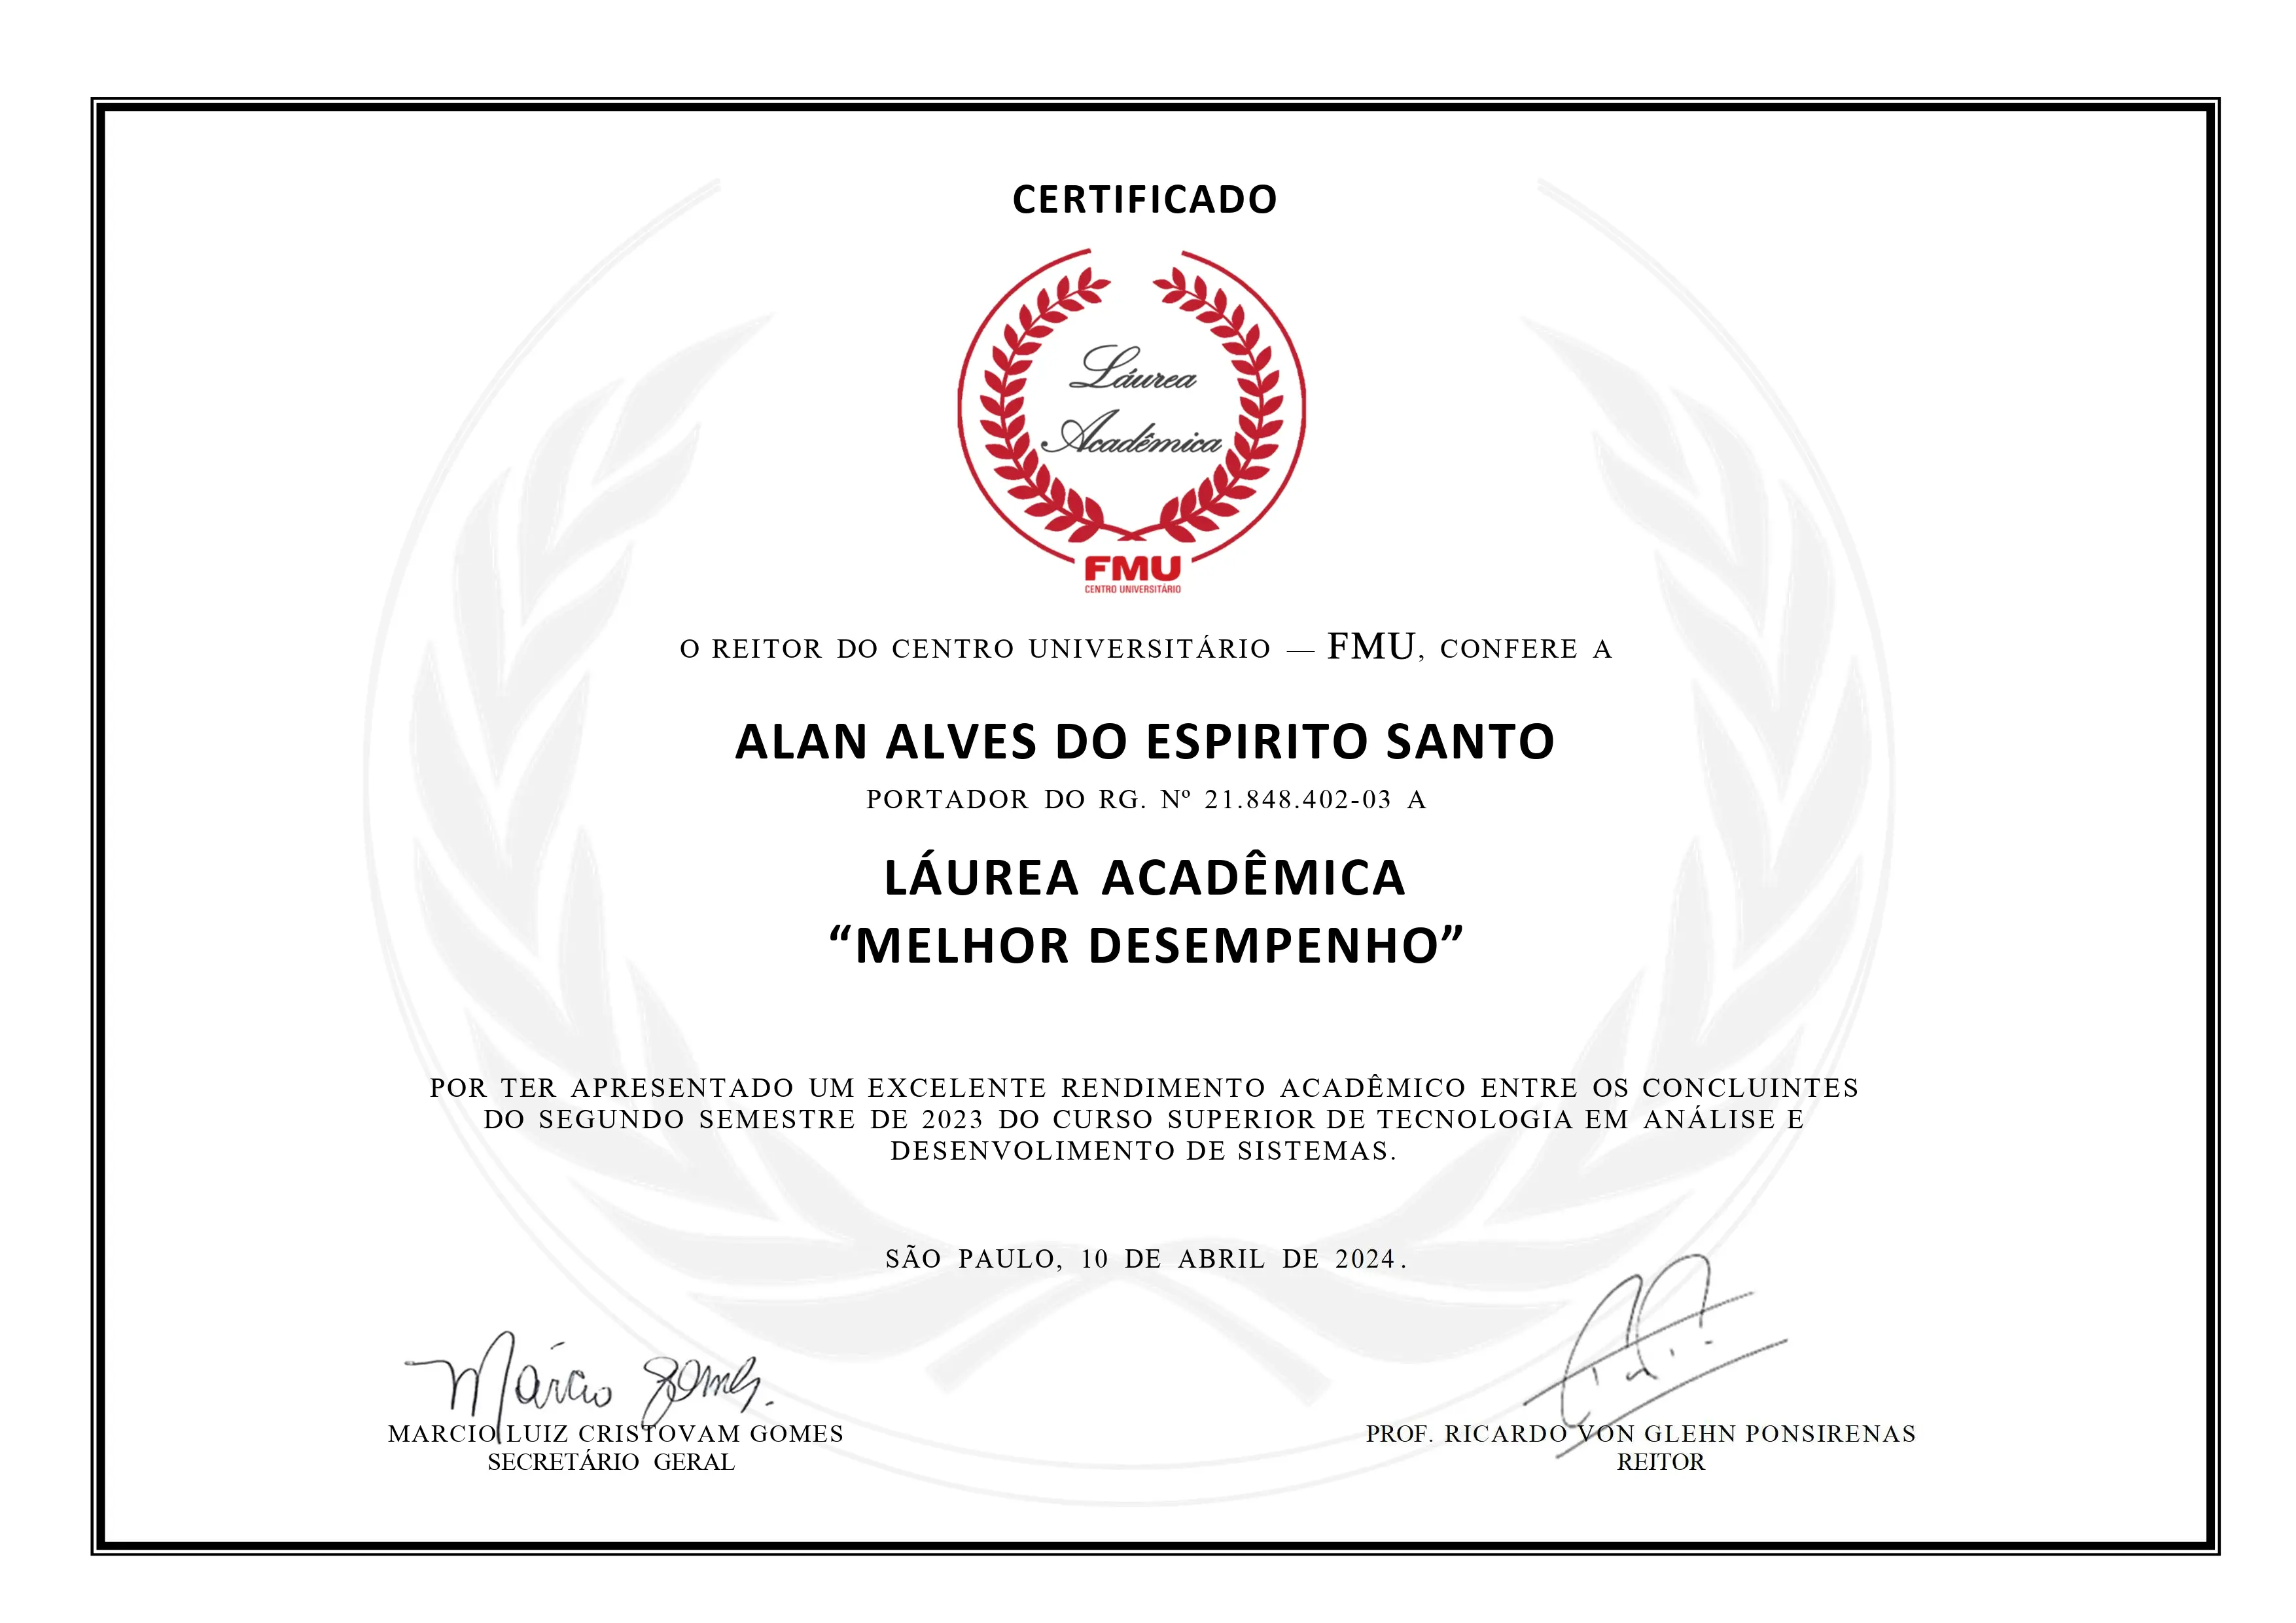 CERTIFICADO
Láurea
Acadêmica
FMU
CENTRO UNIVERSITÁRIO
O REITOR DO CENTRO UNIVERSITÁRIO — FMU, CONFERE A
ALAN ALVES DO ESPIRITO SANTO
PORTADOR DO RG. Nº 21.848.402-03 A
LÁUREA ACADÊMICA
“MELHOR DESEMPENHO”
POR TER APRESENTADO UM EXCELENTE RENDIMENTO ACADÊMICO ENTRE OS CONCLUINTES
DO SEGUNDO SEMESTRE DE 2023 DO CURSO SUPERIOR DE TECNOLOGIA EM ANÁLISE E
DESENVOLIMENTO DE SISTEMAS.
SÃO PAULO, 10 DE ABRIL DE 2024.
Márcio Gomes.
MARCIO LUIZ CRISTOVAM GOMES
SECRETÁRIO GERAL
PROF. RICARDO VON GLEHN PONSIRENAS
REITOR